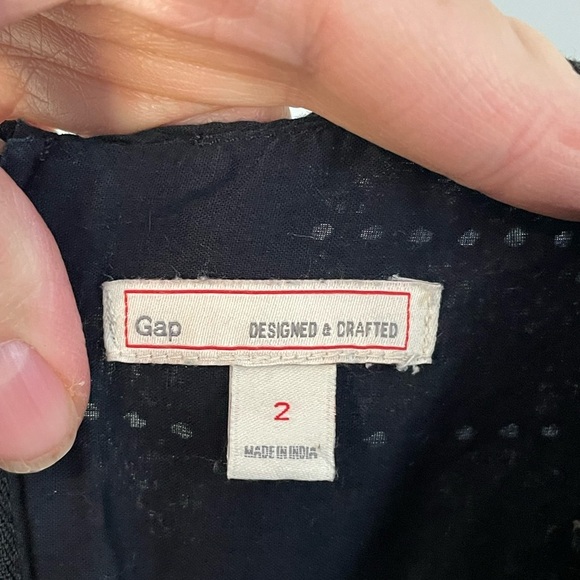 Gap DESIGNED & CRAFTED
2
MADE IN INDIA